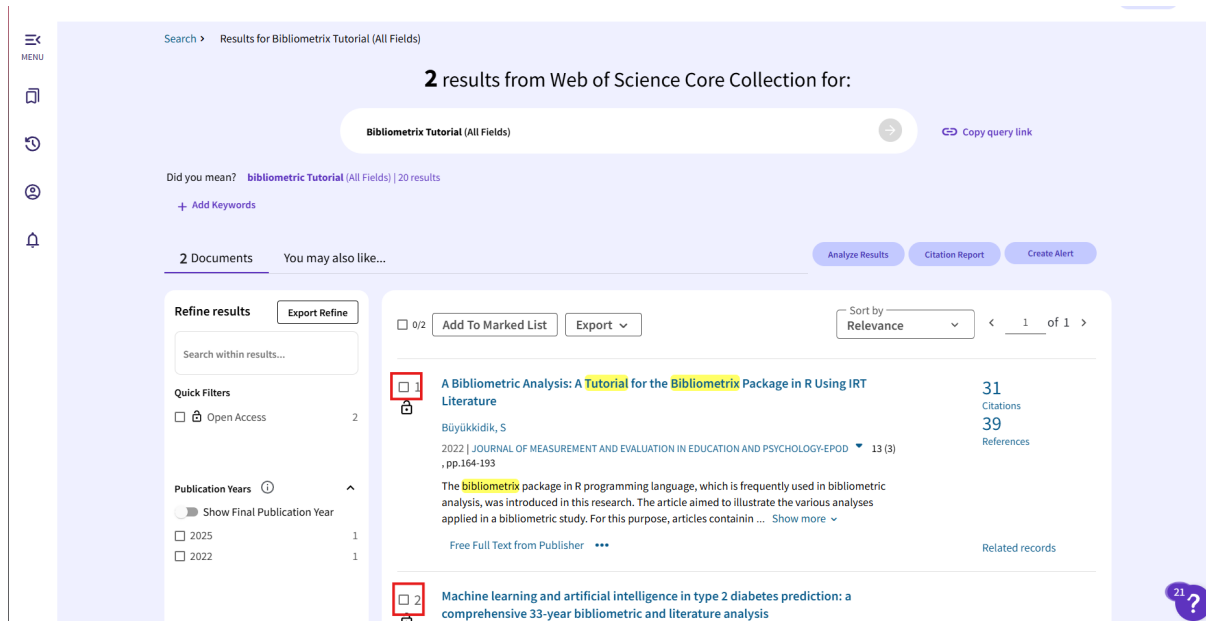 MENU
Search > Results for Bibliometrix Tutorial (All Fields)
2 results from Web of Science Core Collection for:
Bibliometrix Tutorial (All Fields)
Copy query link
Did you mean? bibliometric Tutorial (All Fields) | 20 results
+ Add Keywords
2 Documents
You may also like...
Analyze Results
Citation Report
Create Alert
Refine results
Export Refine
Search within results...
Quick Filters
Open Access 2
Publication Years
Show Final Publication Year
2025 1
2022 1
0/2
Add To Marked List
Export
Sort by
Relevance
< 1 of 1 >
1
A Bibliometric Analysis: A Tutorial for the Bibliometrix Package in R Using IRT
Literature
Büyükkidik, S
2022 | JOURNAL OF MEASUREMENT AND EVALUATION IN EDUCATION AND PSYCHOLOGY-EPOD 13 (3)
, pp.164-193
The bibliometrix package in R programming language, which is frequently used in bibliometric
analysis, was introduced in this research. The article aimed to illustrate the various analyses
applied in a bibliometric study. For this purpose, articles containin ... Show more
Free Full Text from Publisher
31
Citations
39
References
Related records
2
Machine learning and artificial intelligence in type 2 diabetes prediction: a
comprehensive 33-year bibliometric and literature analysis
21
?